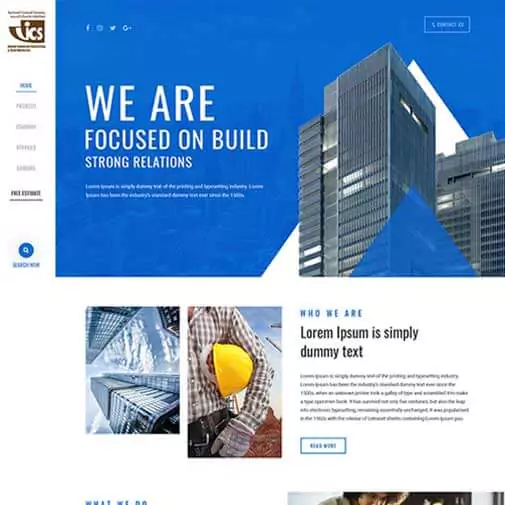 ics
HOME
CONTACT US
WE ARE
FOCUSED ON BUILD
STRONG RELATIONS
Lorem Ipsum is simply dummy trial of the printing and typesetting industry. Lorem
Ipsum has been the industry's standard dummy text ever since the 1500s.
CAREERS
FREE ESTIMATE
SEARCH NOW
WHO WE ARE
Lorem Ipsum is simply
dummy text
Lorem Ipsum is simply dummy text of the printing and typesetting industry.
Lorem Ipsum has been the industry's standard dummy text ever since the
1500s, when an unknown printer took a galley of type and scrambled it to make
a type specimen book. It has survived not only five centuries, but also the leap
into electronic typesetting, remaining essentially unchanged. It was popularised
in the 1960s with the release of Letraset sheets containing Lorem Ipsum
READ MORE
WHAT WE DO